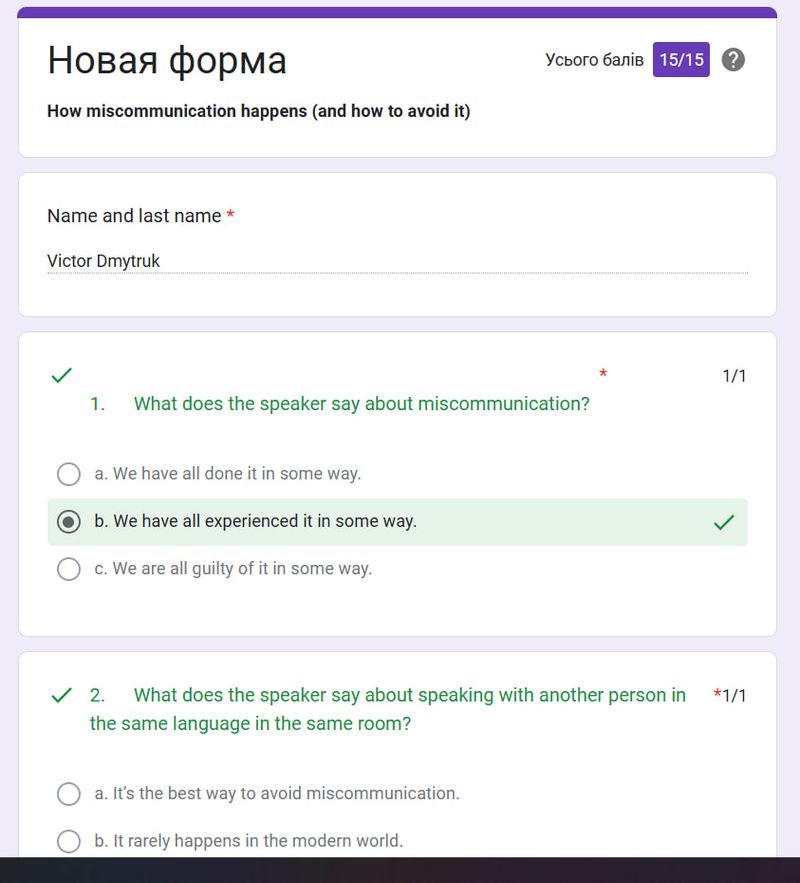 Новая форма
Усього балів 15/15 ?
How miscommunication happens (and how to avoid it)
Name and last name *
Victor Dmytruk
* 1/1
1. What does the speaker say about miscommunication?
a. We have all done it in some way.
b. We have all experienced it in some way.
c. We are all guilty of it in some way.
2. What does the speaker say about speaking with another person in *1/1
the same language in the same room?
a. It’s the best way to avoid miscommunication.
b. It rarely happens in the modern world.